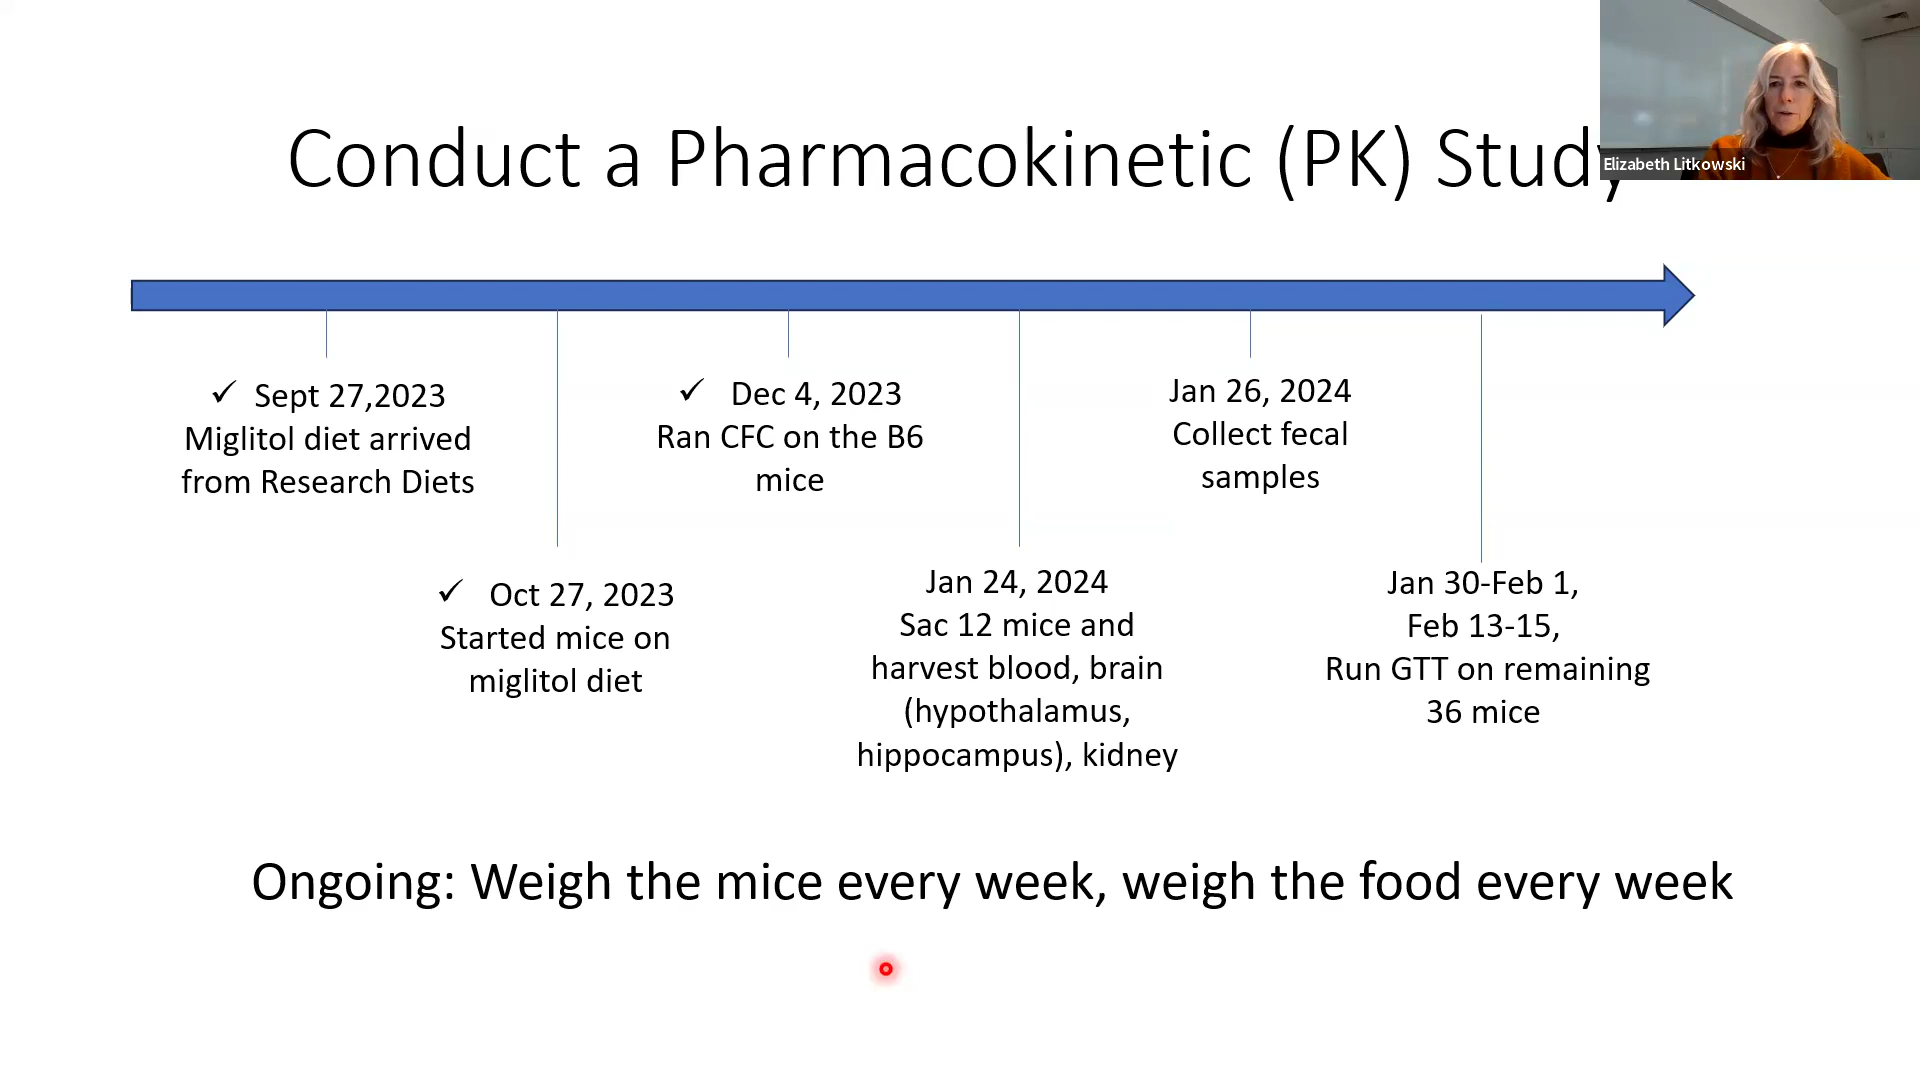 Conduct a Pharmacokinetic (PK) Study
Elizabeth Litkowski
✓ Sept 27,2023
Miglitol diet arrived
from Research Diets
✓ Oct 27, 2023
Started mice on
miglitol diet
✓ Dec 4, 2023
Ran CFC on the B6
mice
Jan 24, 2024
Sac 12 mice and
harvest blood, brain
(hypothalamus,
hippocampus), kidney
Jan 26, 2024
Collect fecal
samples
Jan 30-Feb 1,
Feb 13-15,
Run GTT on remaining
36 mice
Ongoing: Weigh the mice every week, weigh the food every week